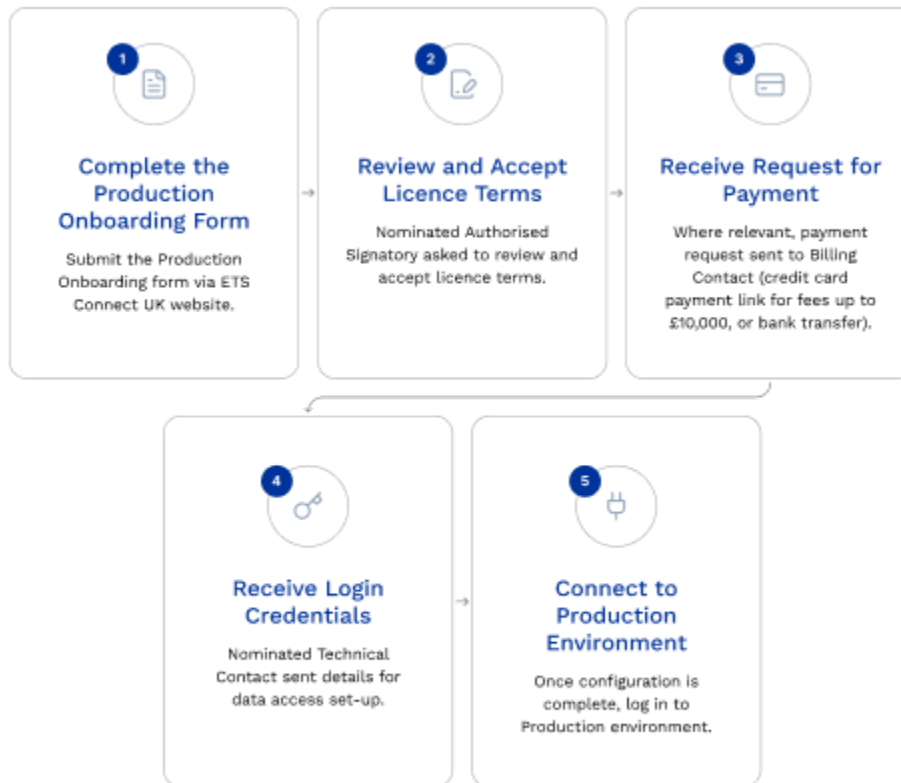 1
Complete the
Production
Onboarding Form
Submit the Production
Onboarding form via ETS
Connect UK website.
2
Review and Accept
Licence Terms
Nominated Authorised
Signatory asked to review and
accept licence terms.
3
Receive Request for
Payment
Where relevant, payment
request sent to Billing
Contact (credit card
payment link for fees up to
£10,000, or bank transfer).
4
Receive Login
Credentials
Nominated Technical
Contact sent details for
data access set-up.
5
Connect to
Production
Environment
Once configuration is
complete, log in to
Production environment.